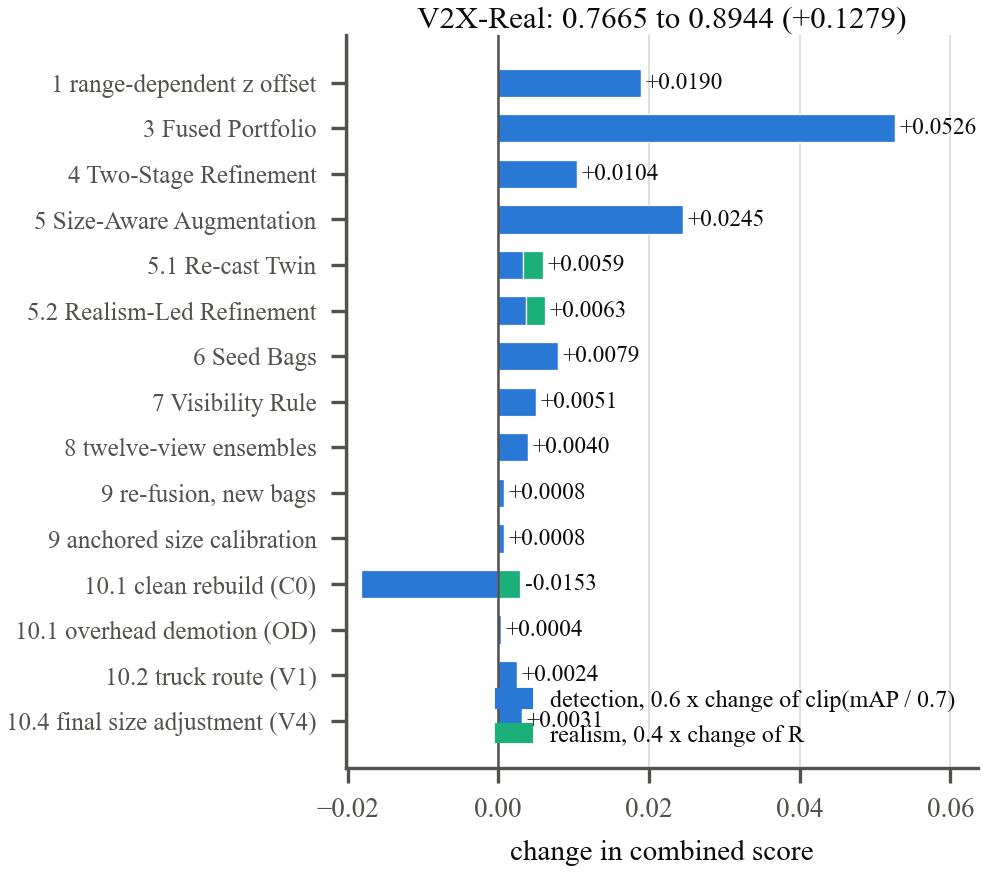 V2X-Real: 0.7665 to 0.8944 (+0.1279)
1 range-dependent z offset +0.0190
3 Fused Portfolio +0.0526
4 Two-Stage Refinement +0.0104
5 Size-Aware Augmentation +0.0245
5.1 Re-cast Twin +0.0059
5.2 Realism-Led Refinement +0.0063
6 Seed Bags +0.0079
7 Visibility Rule +0.0051
8 twelve-view ensembles +0.0040
9 re-fusion, new bags +0.0008
9 anchored size calibration +0.0008
10.1 clean rebuild (C0) -0.0153
10.1 overhead demotion (OD) +0.0004
10.2 truck route (V1) +0.0024
detection, 0.6 x change of clip(mAP / 0.7)
10.4 final size adjustment (V4) +0.0031
realism, 0.4 x change of R
−0.02 0.00 0.02 0.04 0.06
change in combined score